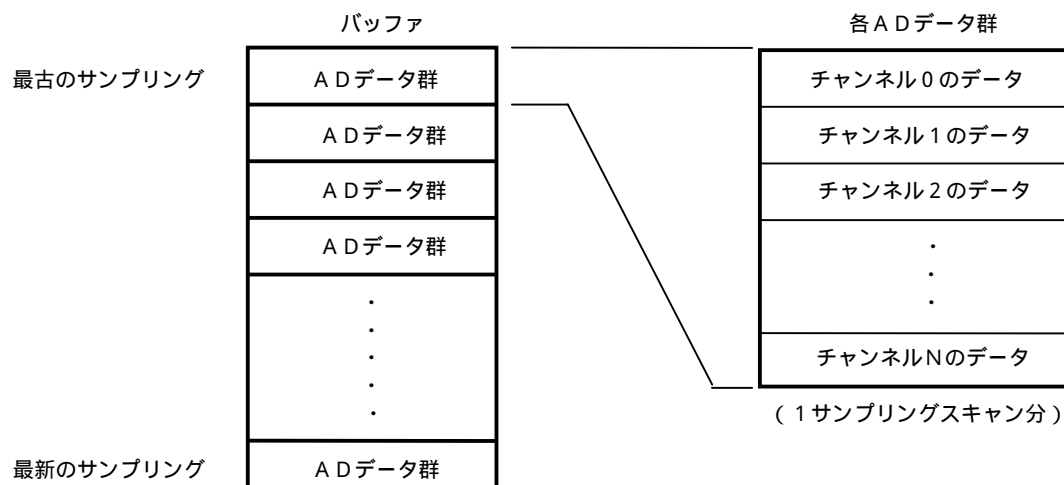 バッファ
各ADデータ群
最古のサンプリング
ADデータ群
ADデータ群
ADデータ群
ADデータ群
・
・
・
・
・
最新のサンプリング
ADデータ群
チャンネル0のデータ
チャンネル1のデータ
チャンネル2のデータ
・
・
・
チャンネルNのデータ
(1サンプリングスキャン分)